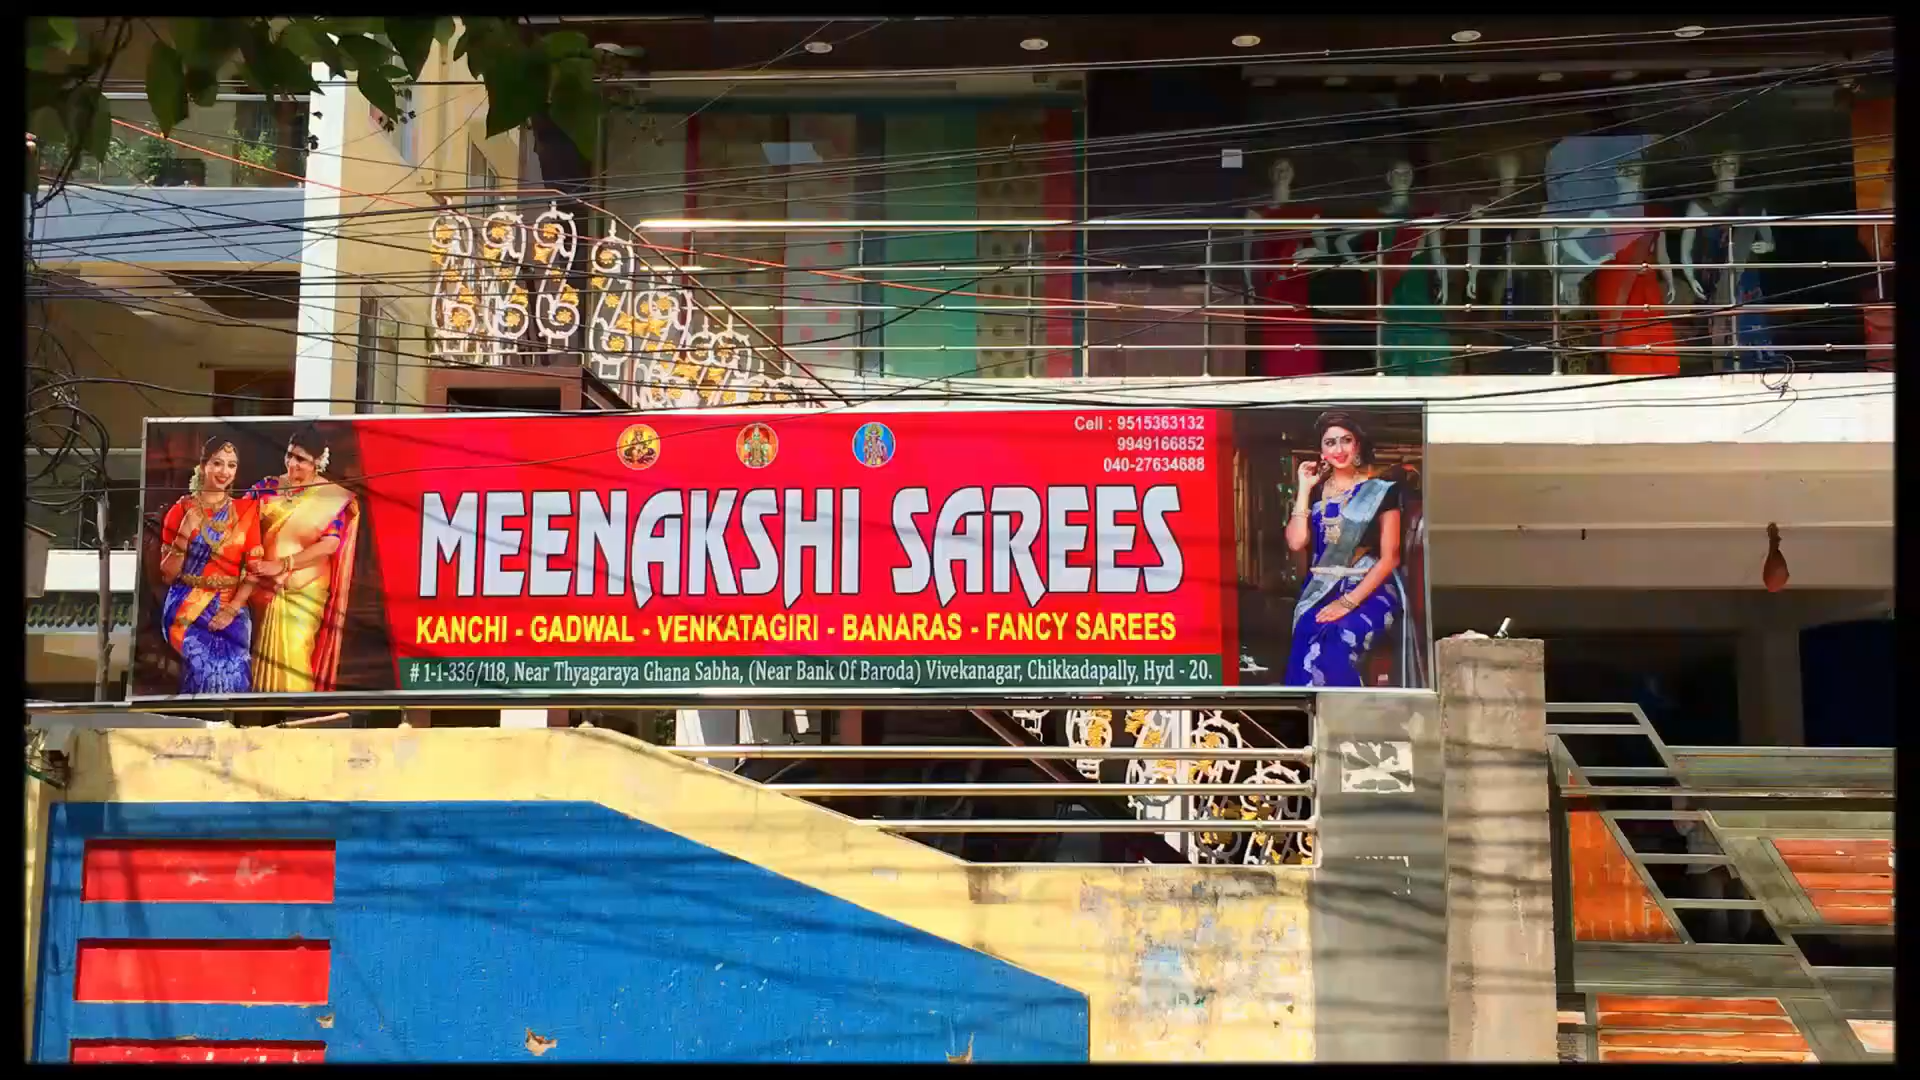 Cell : 9515363132
9949166852
040-27634688
MEENAKSHI SAREES
KANCHI - GADWAL - VENKATAGIRI - BANARAS - FANCY SAREES
# 1-1-336/118, Near Thyagaraya Ghana Sabha, (Near Bank Of Baroda) Vivekanagar, Chikkadapally, Hyd - 20.